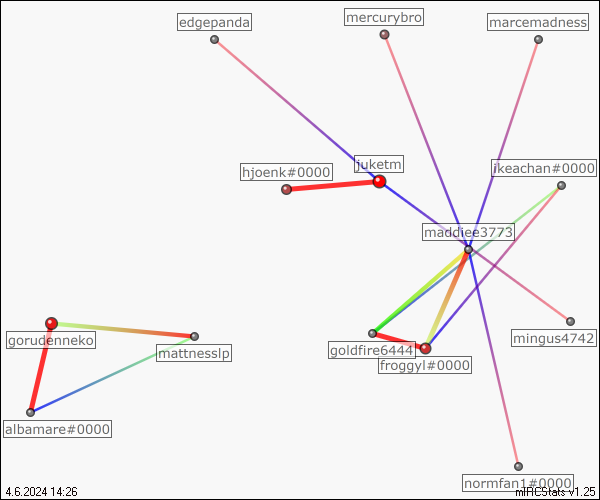 edgepanda
mercurybro
marcemadness
hjoenk#0000
juketm
ikeachan#0000
maddiee3773
gorudenneko
mattnesslp
goldfire6444
froggyl#0000
mingus4742
albamare#0000
normfan1#0000
4.6.2024 14:26
mIRCStats v1.25